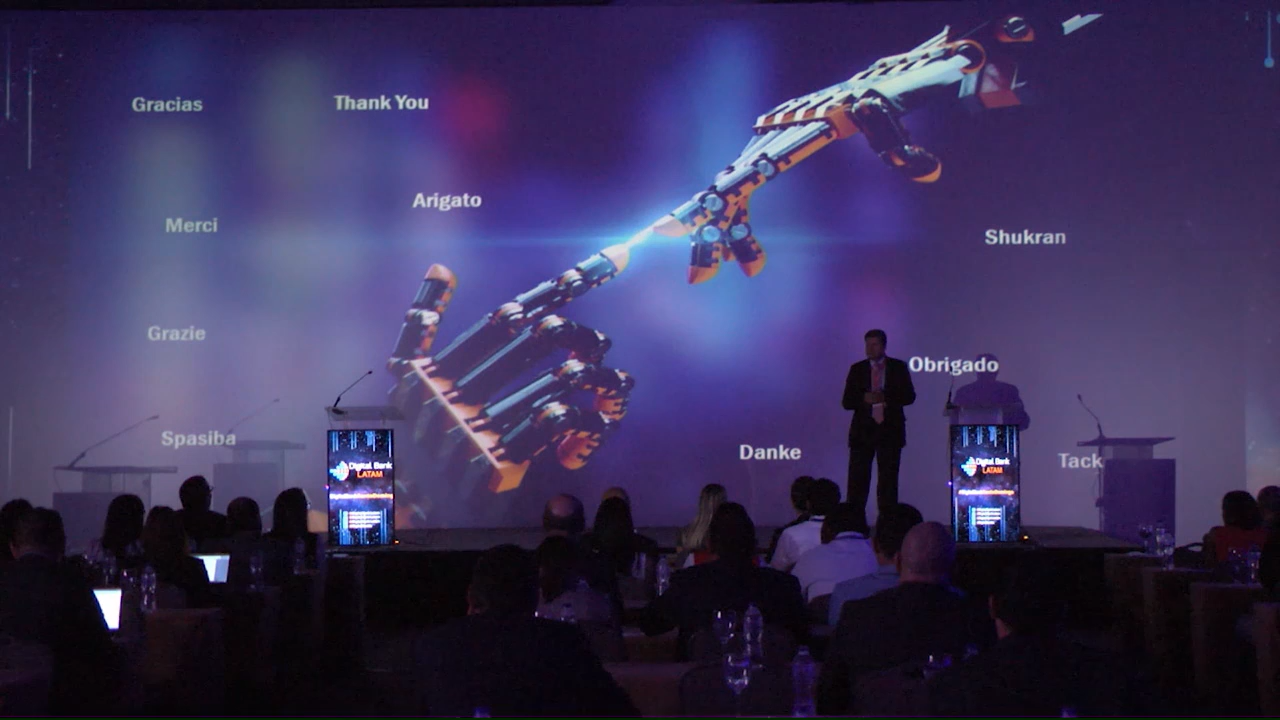 Gracias
Thank You
Arigato
Merci
Shukran
Grazie
Obrigado
Spasiba
Danke
Tack
Digital Bank
LATAM
Digital Bank
LATAM